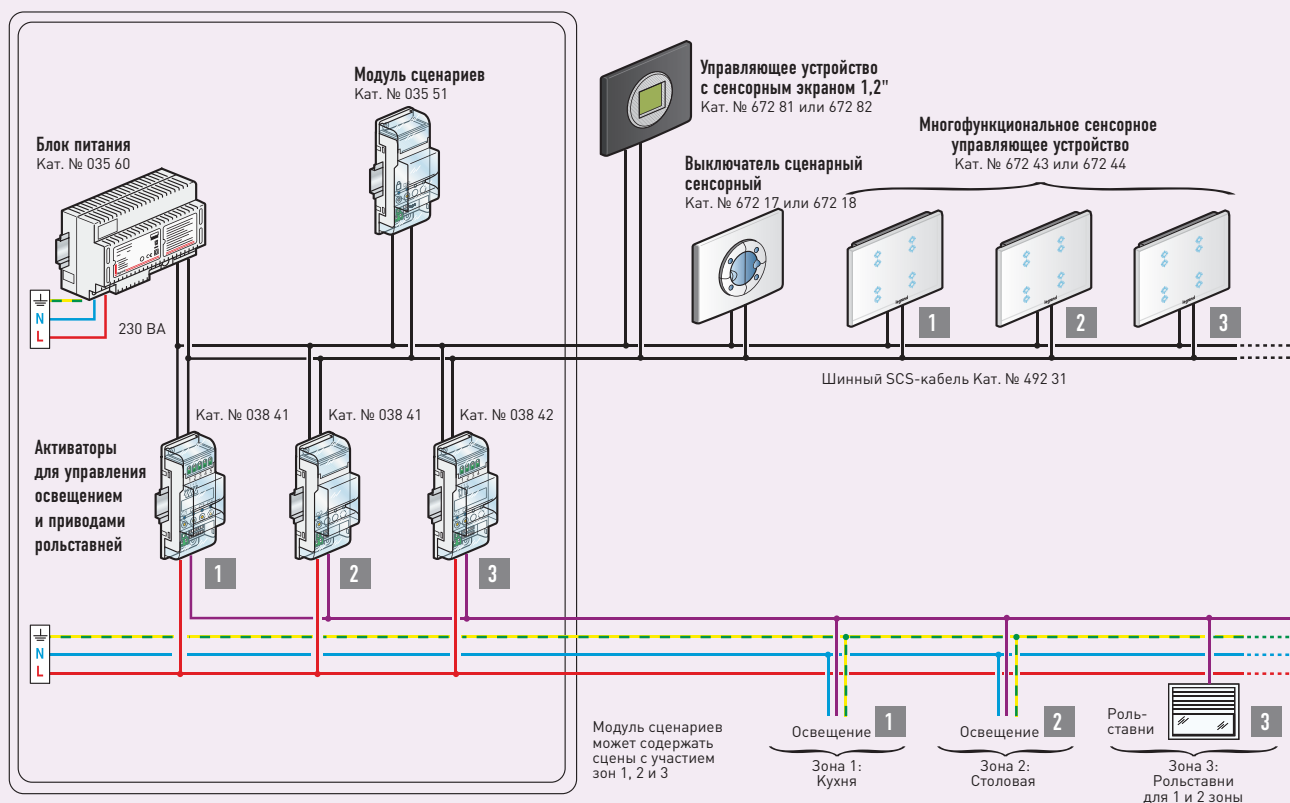 Модуль сценариев
Кат. № 035 51
Блок питания
Кат. № 035 60
N
L
230 ВА
Управляющее устройство
с сенсорным экраном 1,2"
Кат. № 672 81 или 672 82
Выключатель сценарный
сенсорный
Кат. № 672 17 или 672 18
Многофункциональное сенсорное
управляющее устройство
Кат. № 672 43 или 672 44
legrand
legrand
legrand
1
2
3
Шинный SCS-кабель Кат. № 492 31
Кат. № 038 41
Кат. № 038 41
Кат. № 038 42
Активаторы
для управления
освещением
и приводами
рольставней
1
2
3
N
L
Модуль сценариев
может содержать
сцены с участием
зон 1, 2 и 3
Освещение
1
Зона 1:
Кухня
Освещение
2
Зона 2:
Столовая
Роль-
ставни
3
Зона 3:
Рольставни
для 1 и 2 зоны